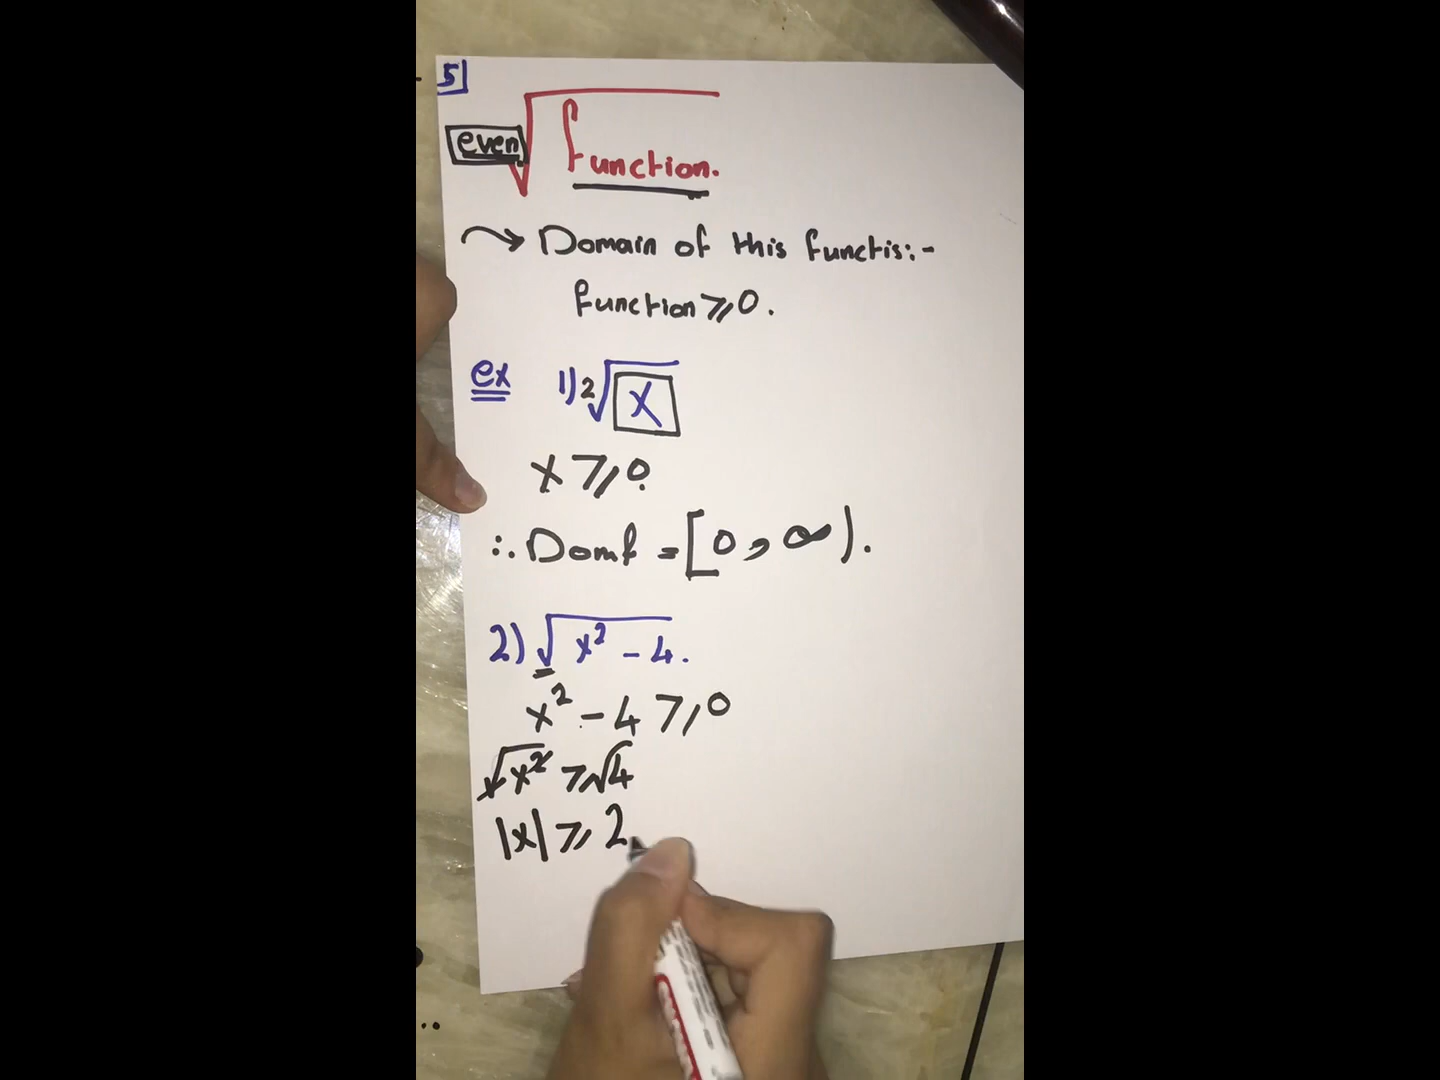 5
even√function.
→ Domain of this functis:-
function ≥ 0.
ex 1) ²√x
x ≥ 0.
∴ Domf = [0, ∞).
2) √x² - 4.
x² - 4 ≥ 0
√x² ≥ √4
|x| ≥ 2